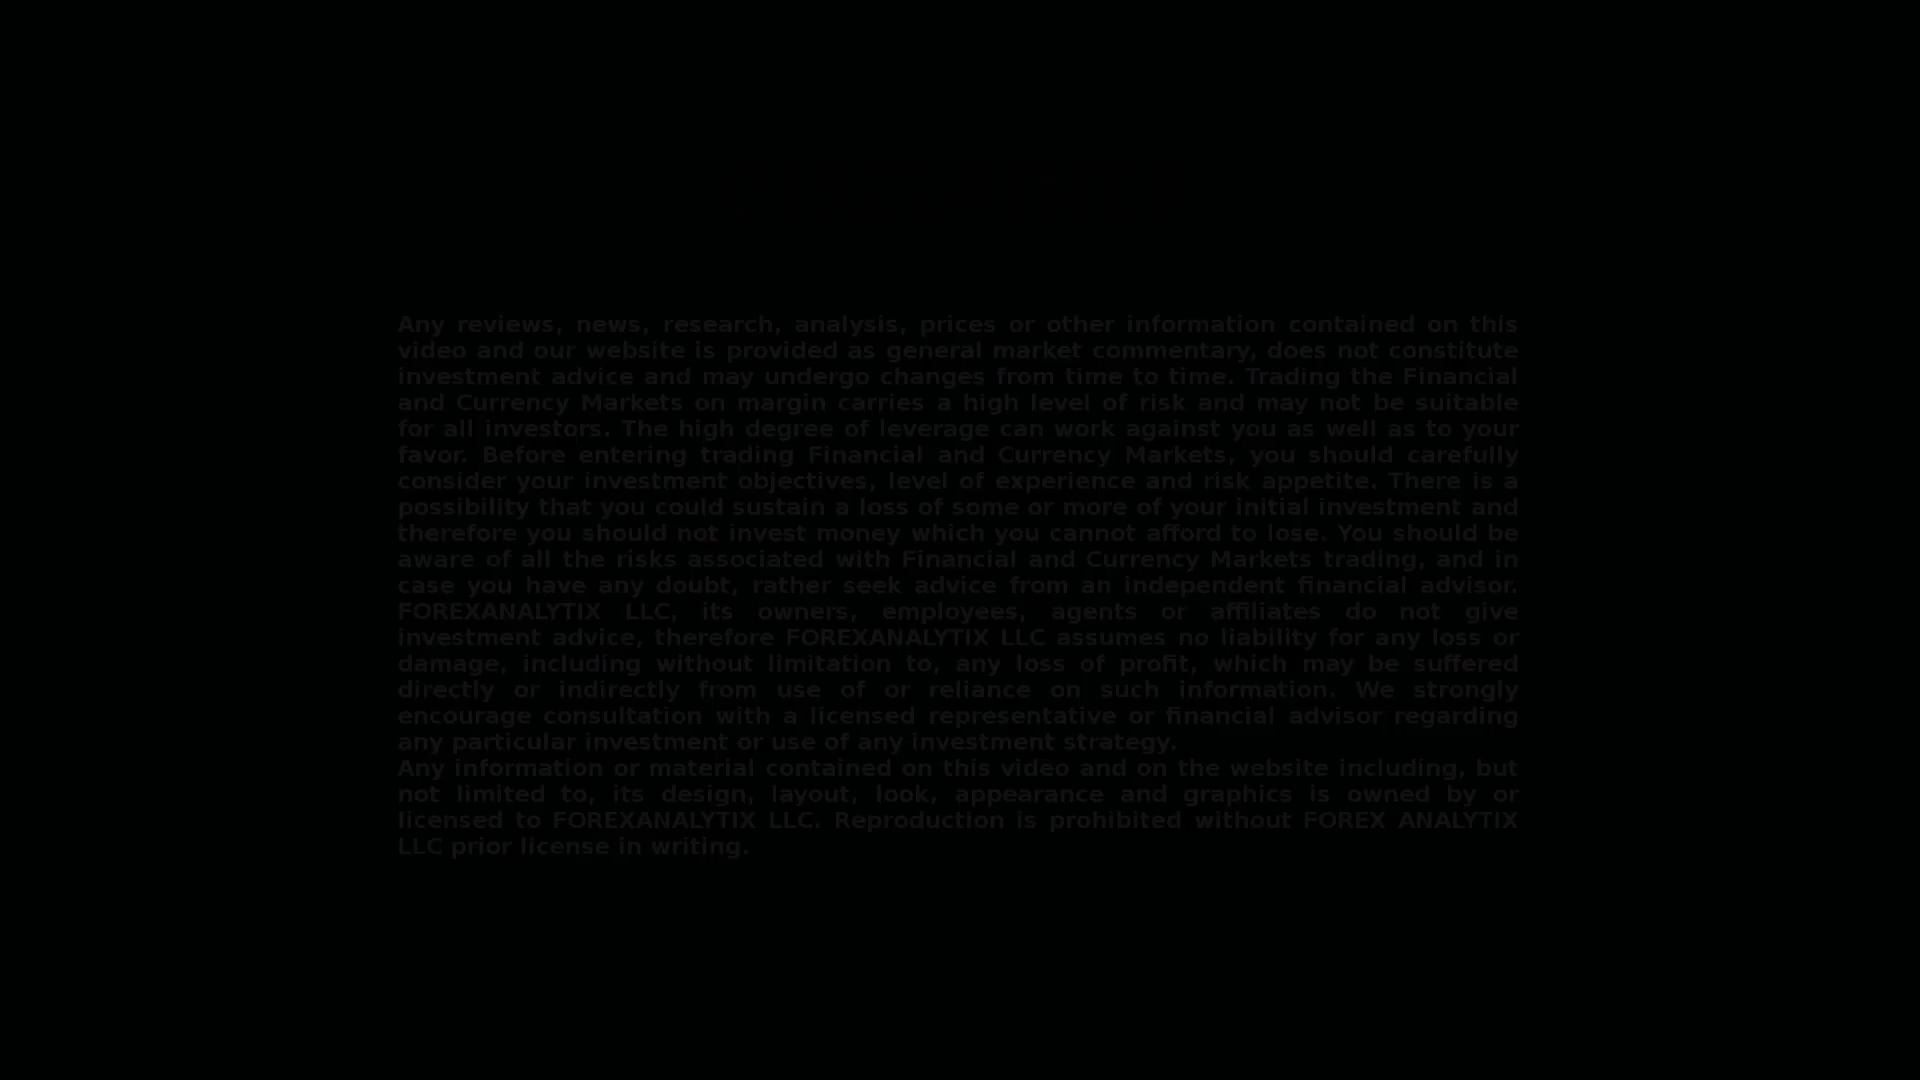 Any reviews, news, research, analysis, prices or other information contained on this
video and our website is provided as general market commentary, does not constitute
investment advice and may undergo changes from time to time. Trading the Financial
and Currency Markets on margin carries a high level of risk and may not be suitable
for all investors. The high degree of leverage can work against you as well as to your
favor. Before entering trading Financial and Currency Markets, you should carefully
consider your investment objectives, level of experience and risk appetite. There is a
possibility that you could sustain a loss of some or more of your initial investment and
therefore you should not invest money which you cannot afford to lose. You should be
aware of all the risks associated with Financial and Currency Markets trading, and in
case you have any doubt, rather seek advice from an independent financial advisor.
FOREXANALYTIX LLC, its owners, employees, agents or affiliates do not give
investment advice, therefore FOREXANALYTIX LLC assumes no liability for any loss or
damage, including without limitation to, any loss of profit, which may be suffered
directly or indirectly from use of or reliance on such information. We strongly
encourage consultation with a licensed representative or financial advisor regarding
any particular investment or use of any investment strategy.
Any information or material contained on this video and on the website including, but
not limited to, its design, layout, look, appearance and graphics is owned by or
licensed to FOREXANALYTIX LLC. Reproduction is prohibited without FOREX ANALYTIX
LLC prior license in writing.